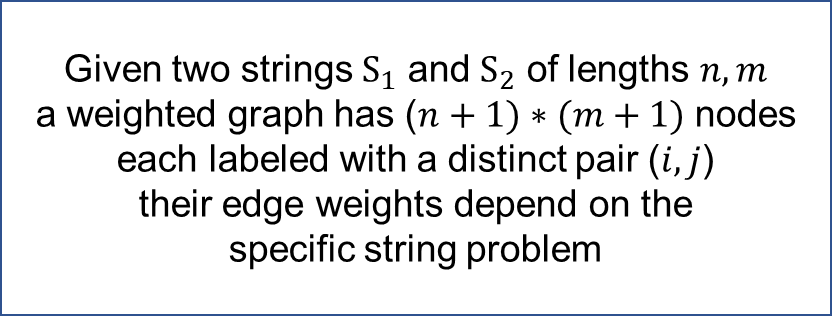 Given two strings S₁ and S₂ of lengths n, m
a weighted graph has (n + 1) ∗ (m + 1) nodes
each labeled with a distinct pair (i, j)
their edge weights depend on the
specific string problem